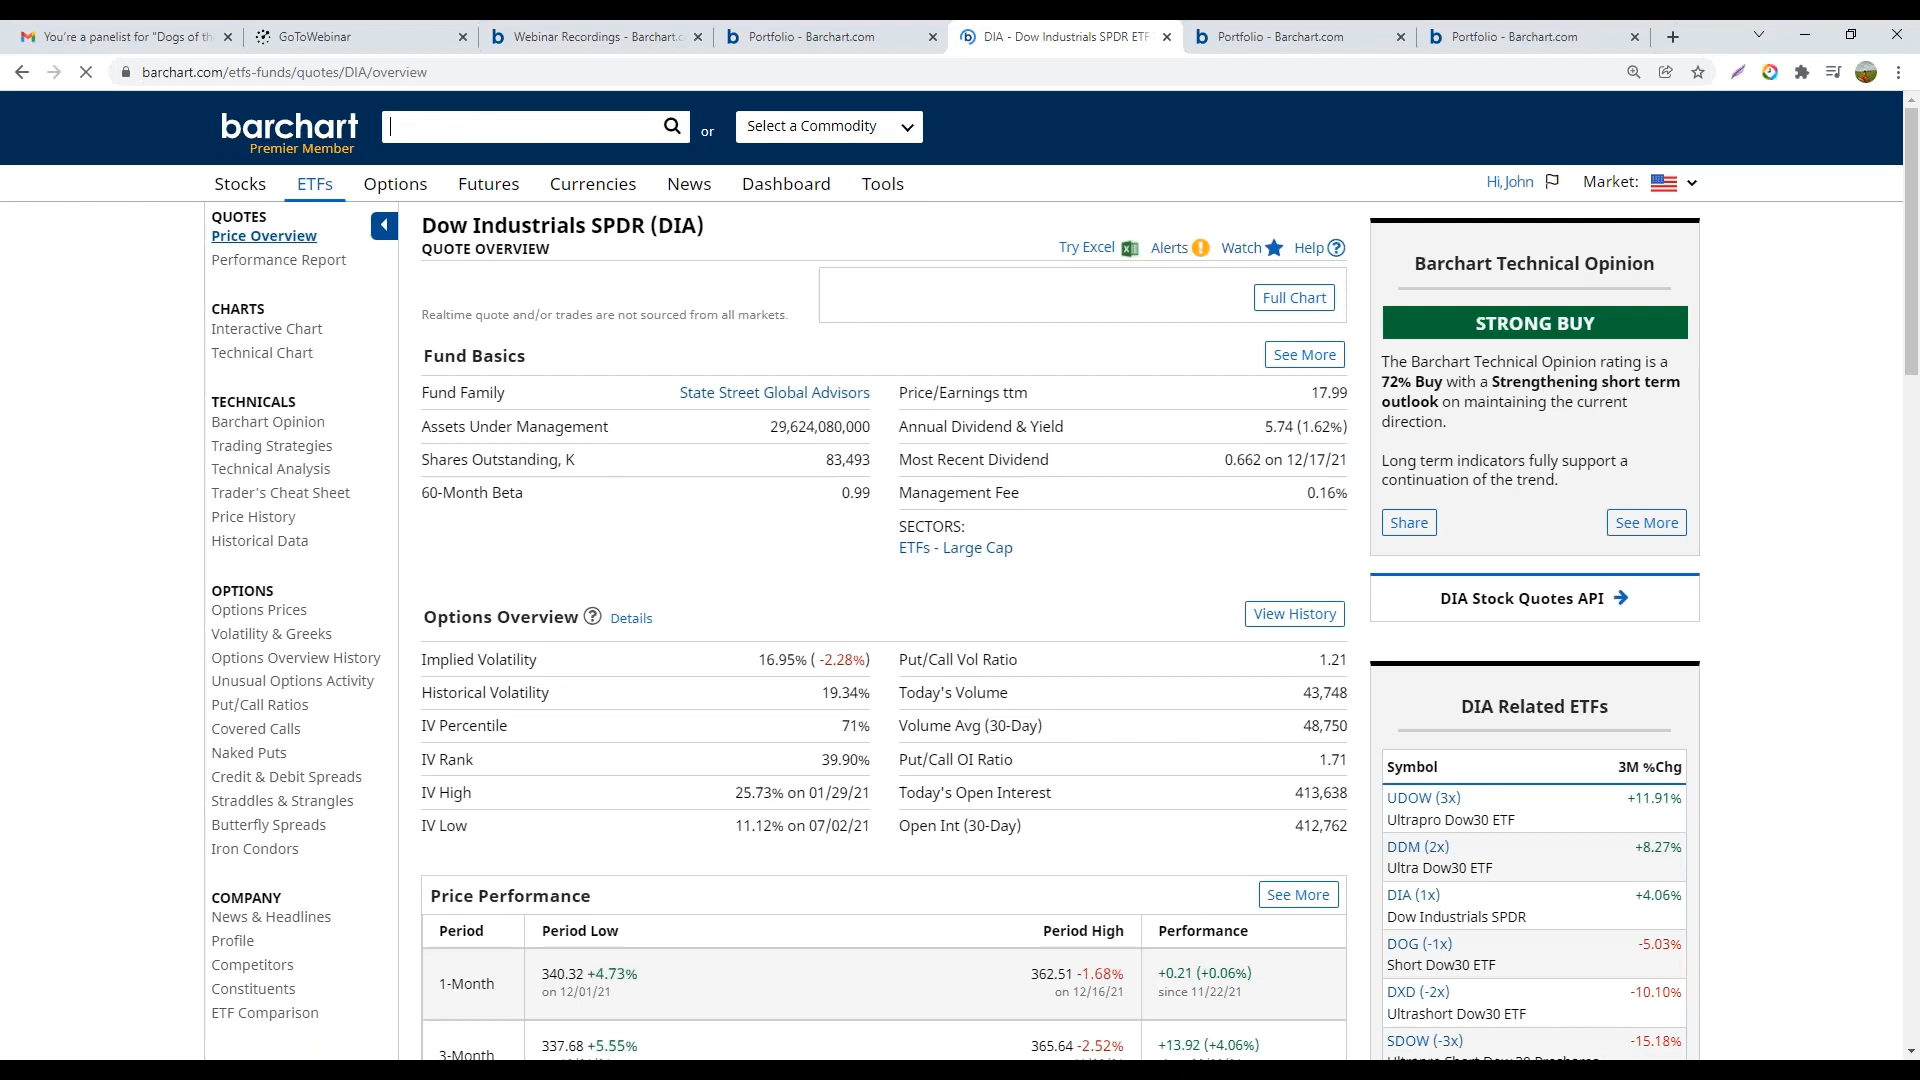 You're a panelist for "Dogs of th
GoToWebinar
Webinar Recordings - Barchart.c
Portfolio - Barchart.com
DIA - Dow Industrials SPDR ETF
Portfolio - Barchart.com
Portfolio - Barchart.com
barchart.com/etfs-funds/quotes/DIA/overview
barchart
Premier Member
or
Select a Commodity
Stocks
ETFs
Options
Futures
Currencies
News
Dashboard
Tools
Hi, John
Market:
QUOTES
Price Overview
Performance Report
CHARTS
Interactive Chart
Technical Chart
TECHNICALS
Barchart Opinion
Trading Strategies
Technical Analysis
Trader's Cheat Sheet
Price History
Historical Data
OPTIONS
Options Prices
Volatility & Greeks
Options Overview History
Unusual Options Activity
Put/Call Ratios
Covered Calls
Naked Puts
Credit & Debit Spreads
Straddles & Strangles
Butterfly Spreads
Iron Condors
COMPANY
News & Headlines
Profile
Competitors
Constituents
ETF Comparison
Dow Industrials SPDR (DIA)
QUOTE OVERVIEW
Try Excel
Alerts
Watch
Help
Realtime quote and/or trades are not sourced from all markets.
Full Chart
Fund Basics
See More
Fund Family State Street Global Advisors
Assets Under Management 29,624,080,000
Shares Outstanding, K 83,493
60-Month Beta 0.99
Price/Earnings ttm 17.99
Annual Dividend & Yield 5.74 (1.62%)
Most Recent Dividend 0.662 on 12/17/21
Management Fee 0.16%
SECTORS:
ETFs - Large Cap
Options Overview
Details
View History
Implied Volatility 16.95% ( -2.28%)
Historical Volatility 19.34%
IV Percentile 71%
IV Rank 39.90%
IV High 25.73% on 01/29/21
IV Low 11.12% on 07/02/21
Put/Call Vol Ratio 1.21
Today's Volume 43,748
Volume Avg (30-Day) 48,750
Put/Call OI Ratio 1.71
Today's Open Interest 413,638
Open Int (30-Day) 412,762
Price Performance
See More
Period Period Low Period High Performance
1-Month 340.32 +4.73% 362.51 -1.68% +0.21 (+0.06%)
on 12/01/21 on 12/16/21 since 11/22/21
3-Month 337.68 +5.55% 365.64 -2.52% +13.92 (+4.06%)
Barchart Technical Opinion
STRONG BUY
The Barchart Technical Opinion rating is a
72% Buy with a Strengthening short term
outlook on maintaining the current
direction.
Long term indicators fully support a
continuation of the trend.
Share
See More
DIA Stock Quotes API
DIA Related ETFs
Symbol 3M %Chg
UDOW (3x) +11.91%
Ultrapro Dow30 ETF
DDM (2x) +8.27%
Ultra Dow30 ETF
DIA (1x) +4.06%
Dow Industrials SPDR
DOG (-1x) -5.03%
Short Dow30 ETF
DXD (-2x) -10.10%
Ultrashort Dow30 ETF
SDOW (-3x) -15.18%